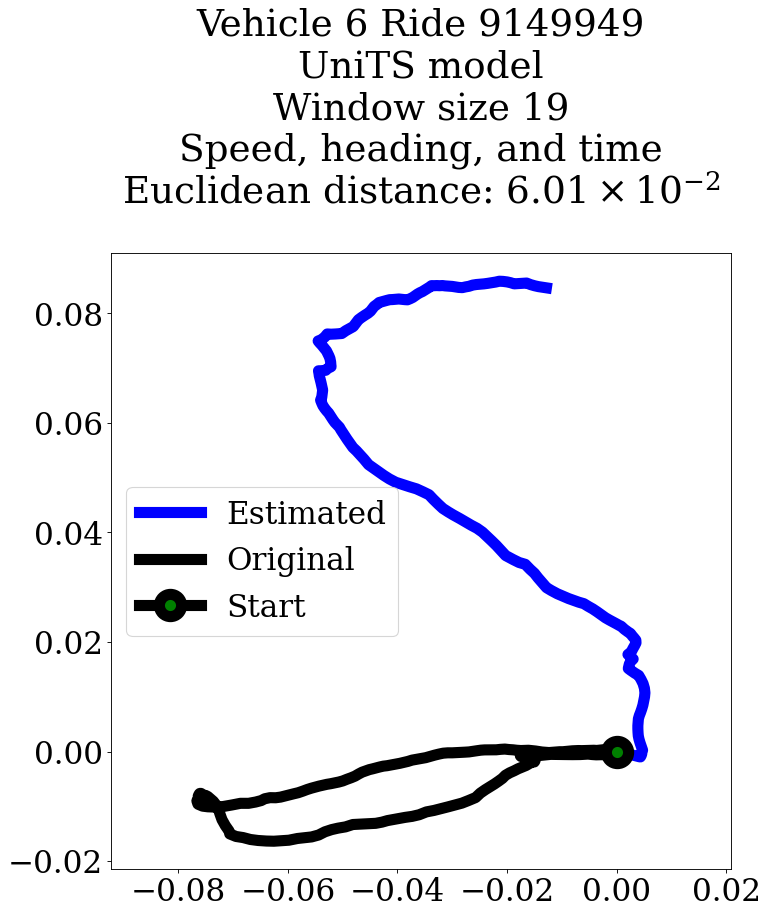 Vehicle 6 Ride 9149949
UniTS model
Window size 19
Speed, heading, and time
Euclidean distance: 6.01 × 10⁻²
0.08
0.06
0.04
0.02
0.00
−0.02
Estimated
Original
Start
−0.08 −0.06 −0.04 −0.02 0.00 0.02